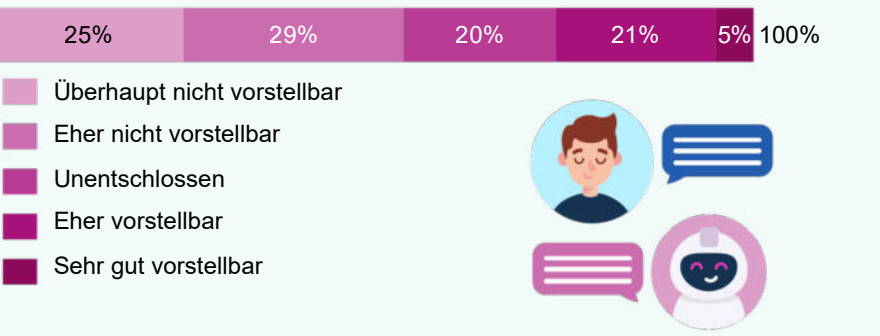 25% 29% 20% 21% 5% 100%
Überhaupt nicht vorstellbar
Eher nicht vorstellbar
Unentschlossen
Eher vorstellbar
Sehr gut vorstellbar